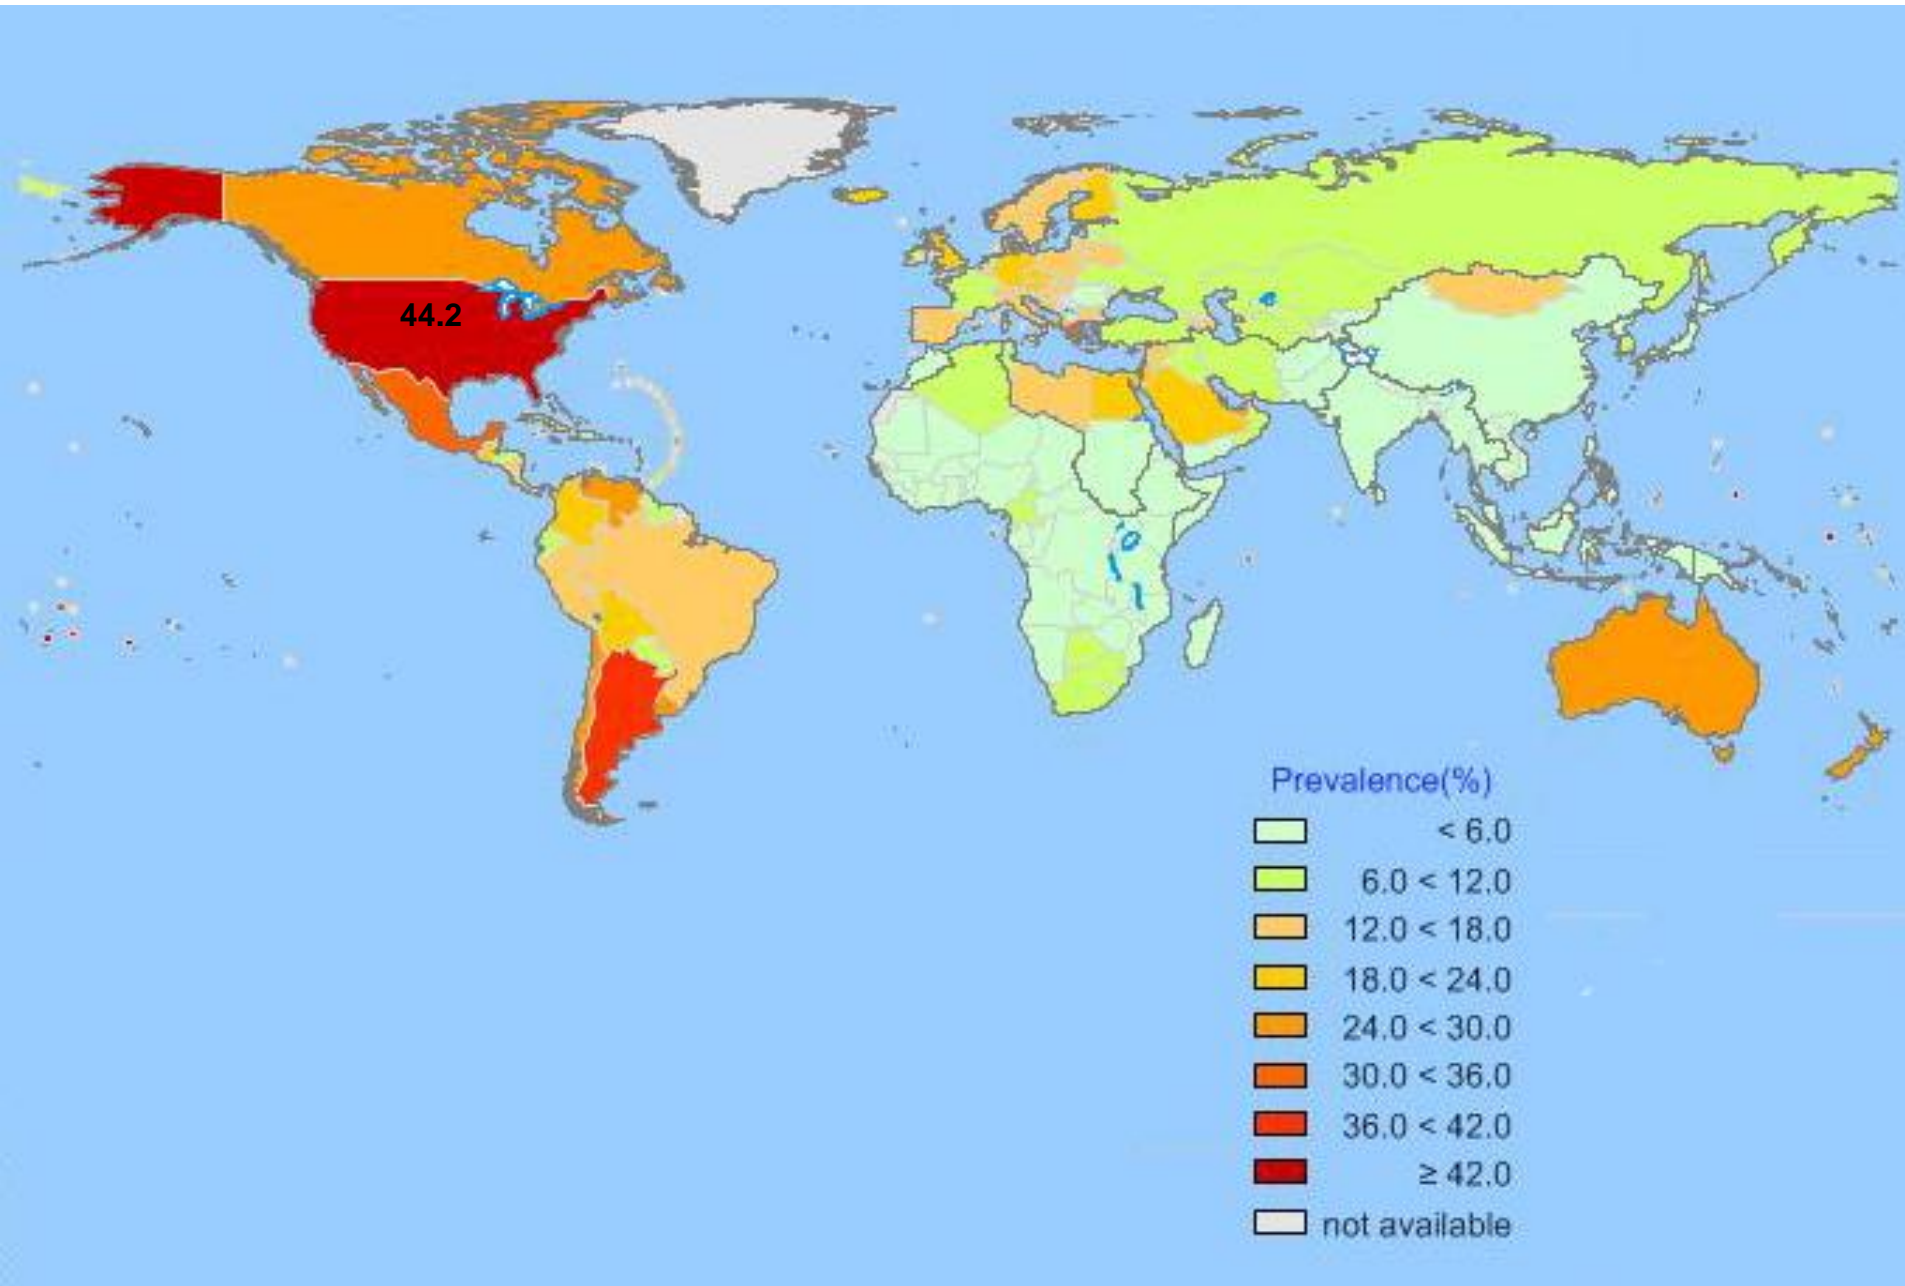 44.2
Prevalence(%)
< 6.0
6.0 < 12.0
12.0 < 18.0
18.0 < 24.0
24.0 < 30.0
30.0 < 36.0
36.0 < 42.0
≥ 42.0
not available